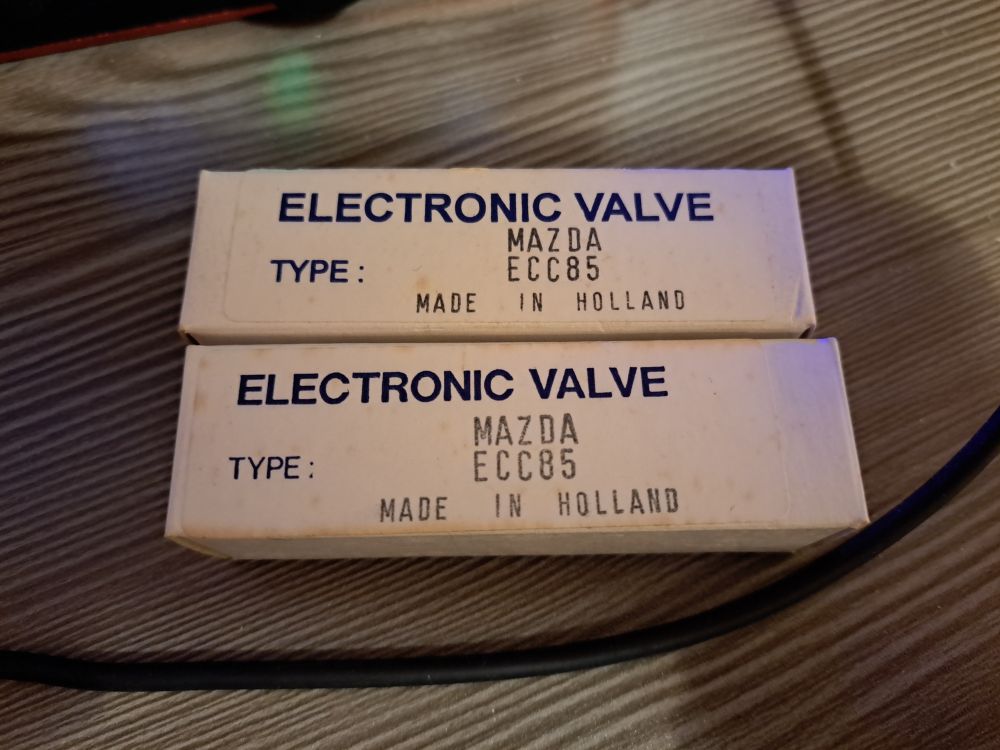 ELECTRONIC VALVE
MAZDA
TYPE: ECC85
MADE IN HOLLAND
ELECTRONIC VALVE
MAZDA
TYPE: ECC85
MADE IN HOLLAND